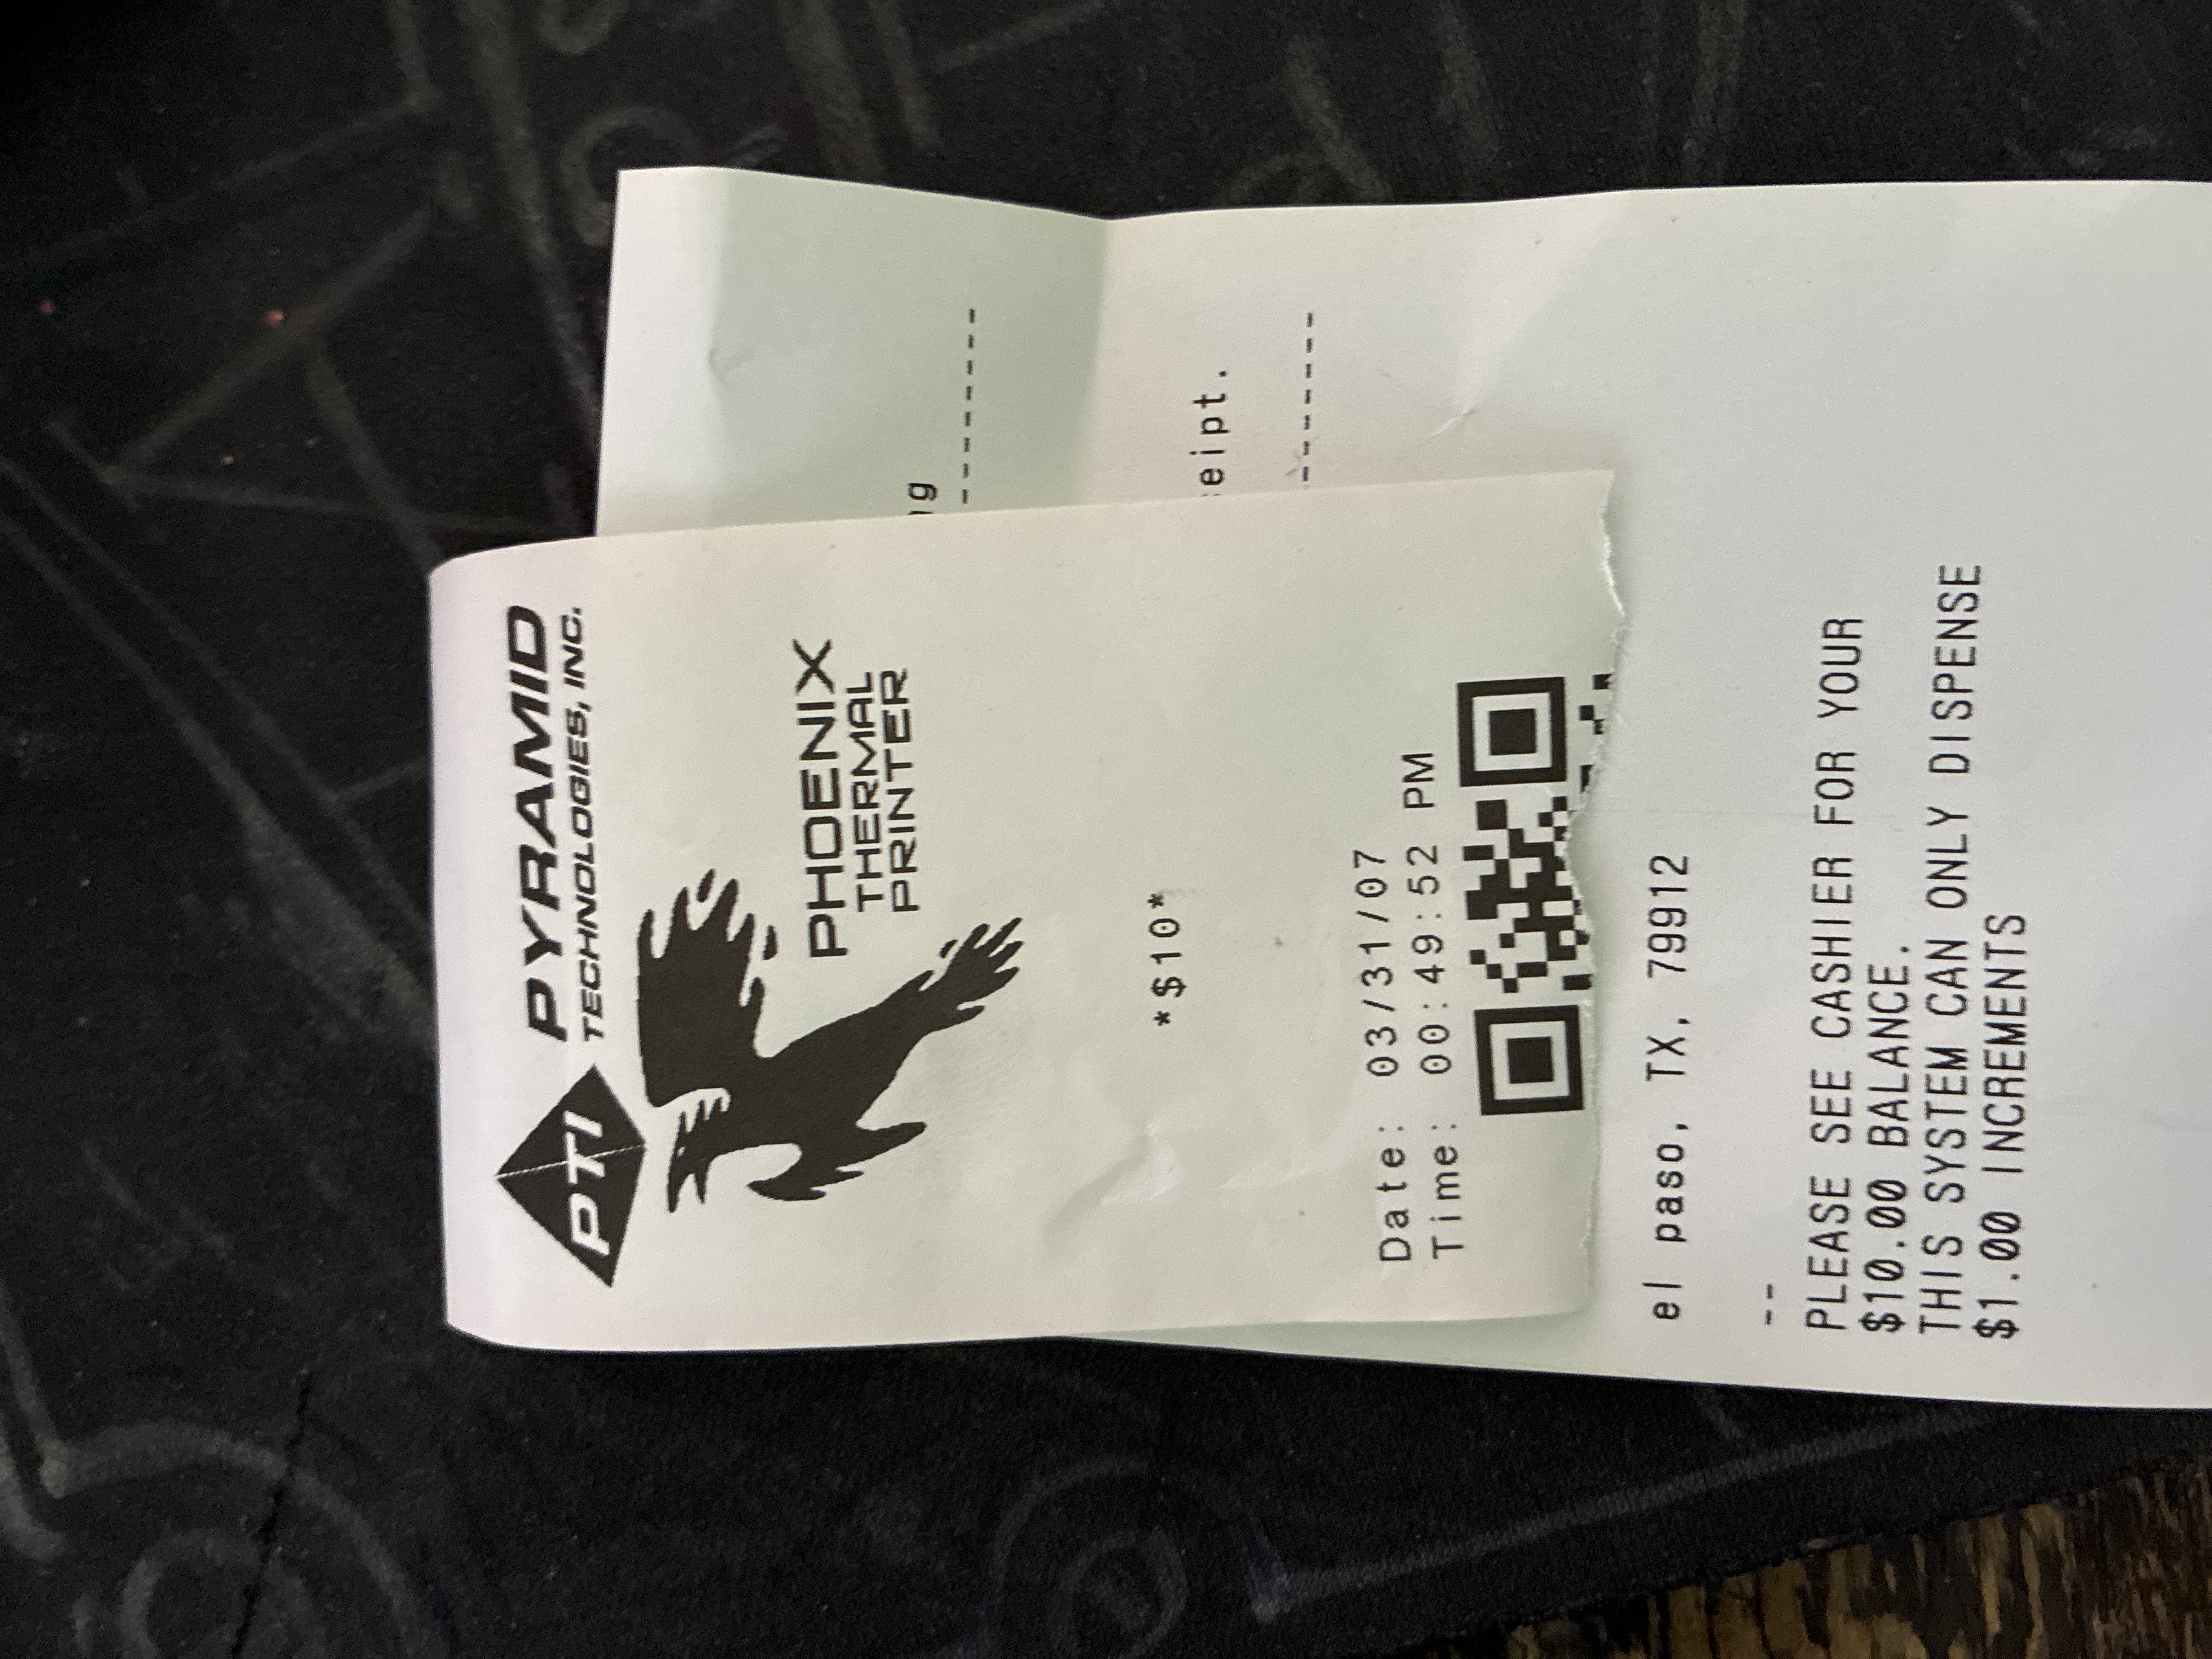 PTI PYRAMID
TECHNOLOGIES, INC.
PHOENIX
THERMAL
PRINTER
*$10*
Date: 03/31/07
Time: 00:49:52 PM
----------
----------
el paso, TX, 79912
--
PLEASE SEE CASHIER FOR YOUR
$10.00 BALANCE.
THIS SYSTEM CAN ONLY DISPENSE
$1.00 INCREMENTS